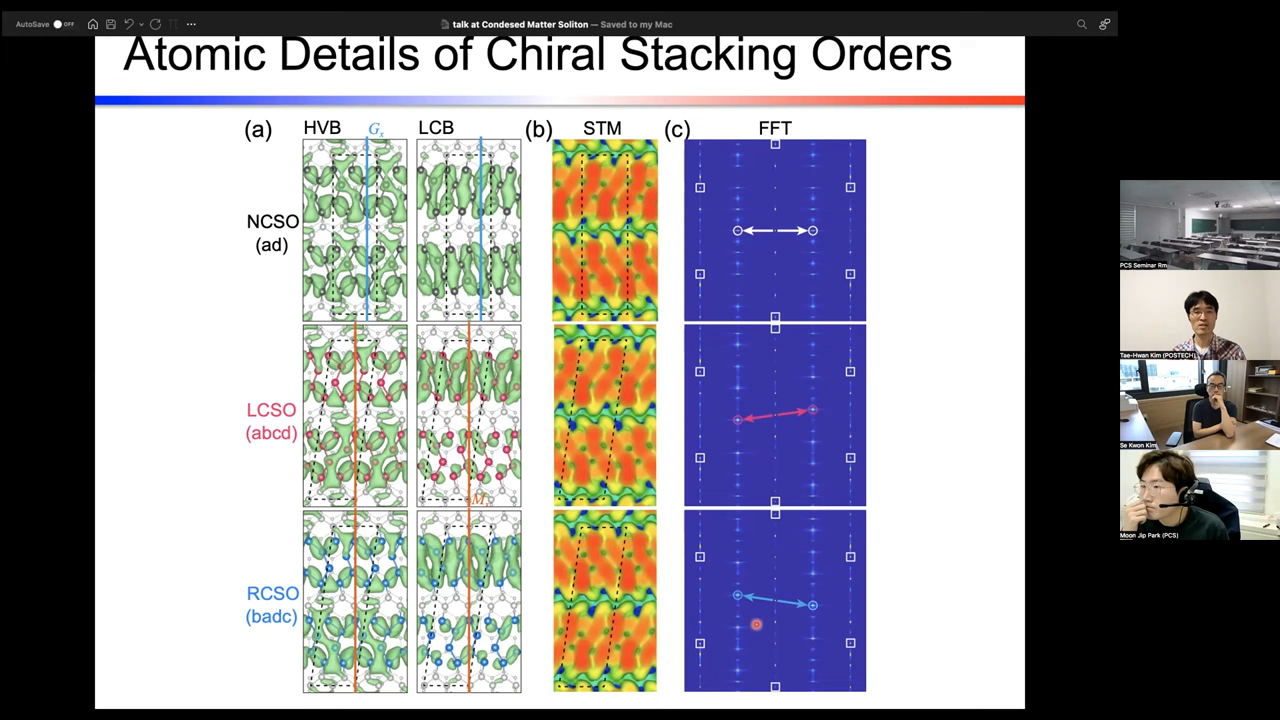 AutoSave OFF
talk at Condesed Matter Soliton — Saved to my Mac
Atomic Details of Chiral Stacking Orders
(a) HVB Gx LCB (b) STM (c) FFT
NCSO
(ad)
LCSO
(abcd)
RCSO
(badc)
PCS Seminar Rm
Tae-Hwan Kim (POSTECH)
Se Kwon Kim
Moon Jip Park (PCS)